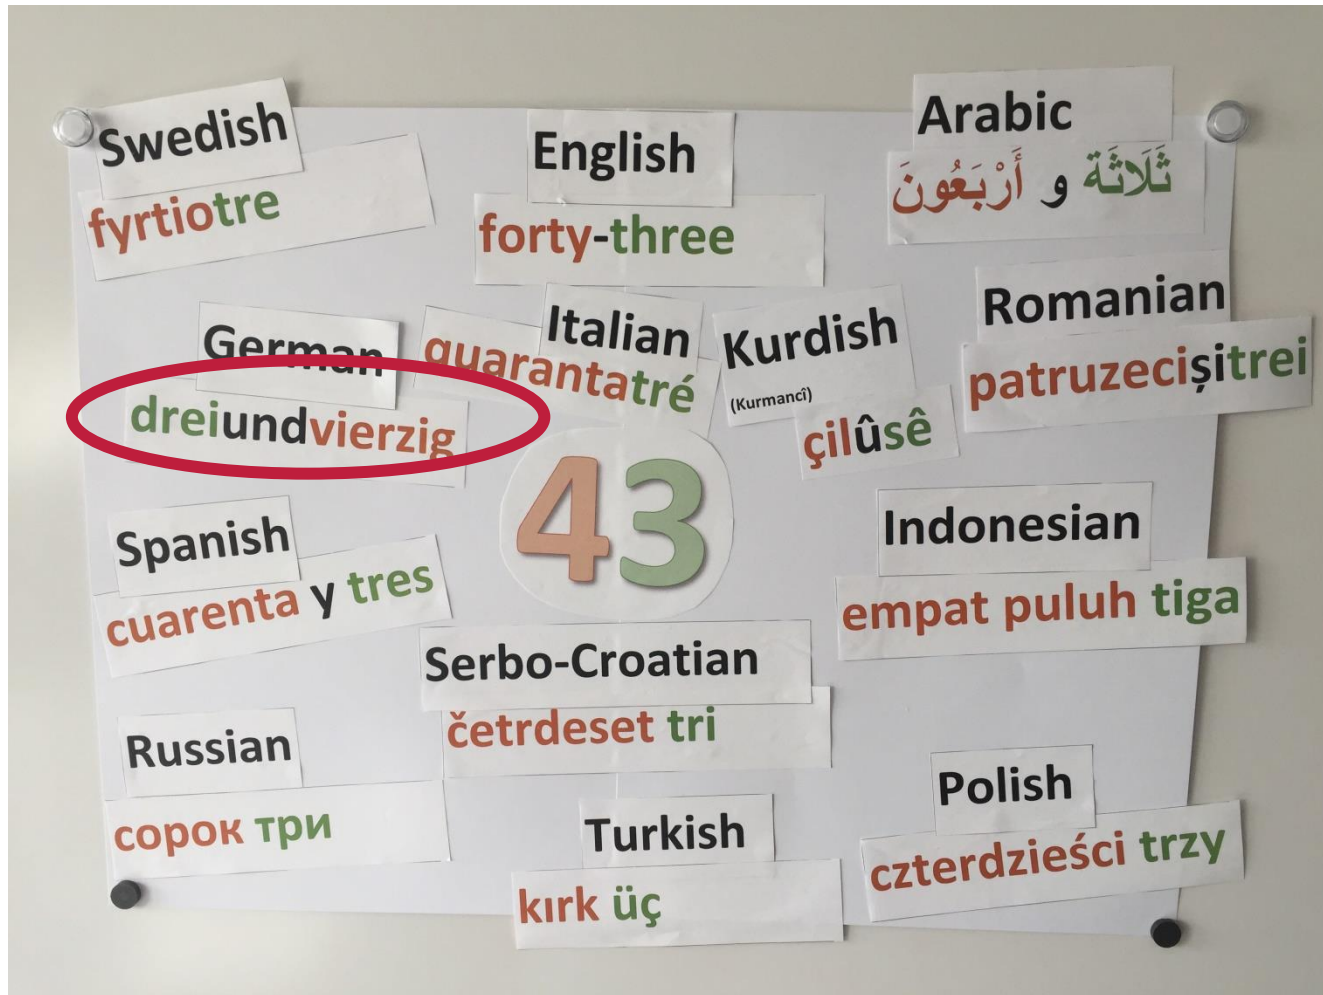 Swedish
fyrtiotre
English
forty-three
Arabic
ثَلَاثَة و أَرْبَعُونَ
German
dreiundvierzig
Italian
quarantatré
Kurdish
(Kurmancî)
çilûsê
Romanian
patruzecișitrei
43
Spanish
cuarenta y tres
Indonesian
empat puluh tiga
Serbo-Croatian
četrdeset tri
Russian
сорок три
Turkish
kırk üç
Polish
czterdzieści trzy